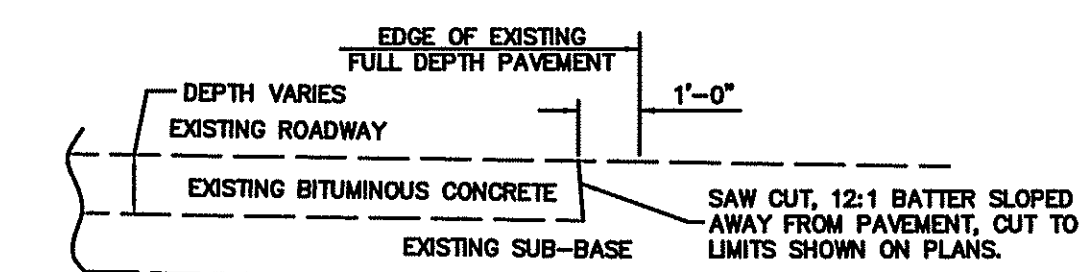 EDGE OF EXISTING
FULL DEPTH PAVEMENT
DEPTH VARIES
1'-0"
EXISTING ROADWAY
EXISTING BITUMINOUS CONCRETE
SAW CUT, 12:1 BATTER SLOPED
AWAY FROM PAVEMENT, CUT TO
LIMITS SHOWN ON PLANS.
EXISTING SUB-BASE